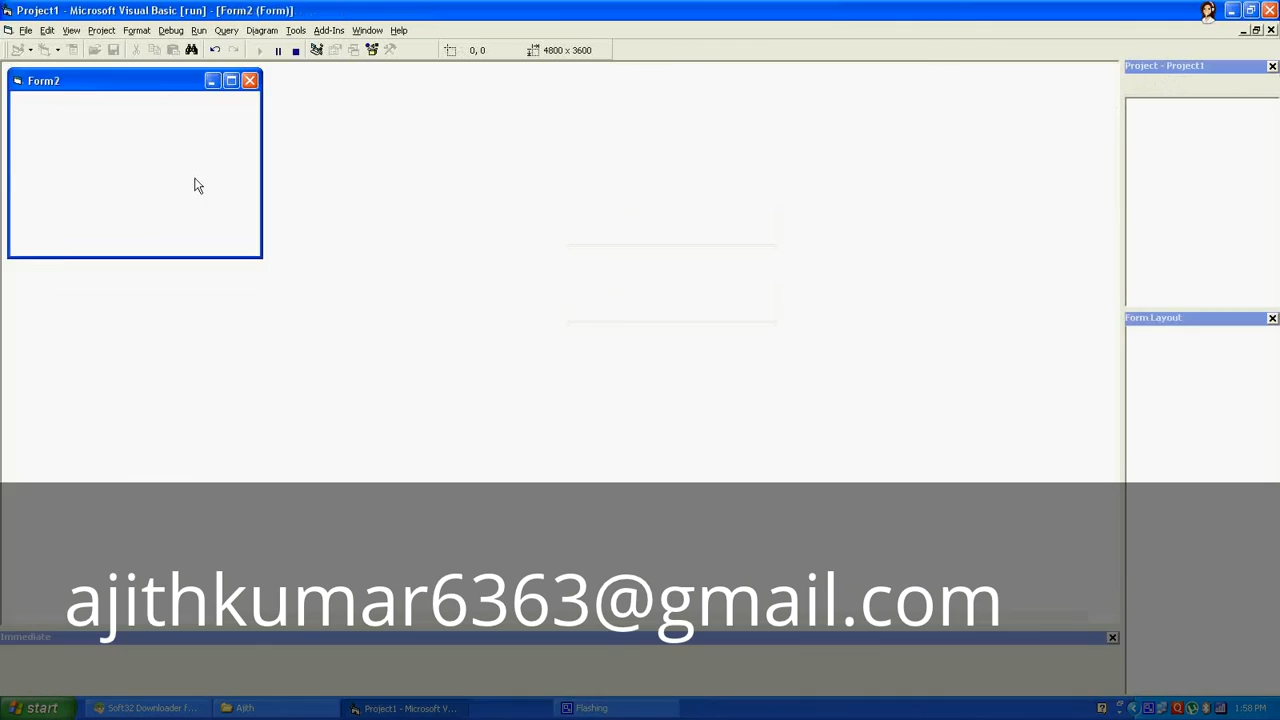 Project1 - Microsoft Visual Basic [run] - [Form2 (Form)]
File Edit View Project Format Debug Run Query Diagram Tools Add-Ins Window Help
0, 0 4800 x 3600
Project - Project1
Form2
Form Layout
ajithkumar6363@gmail.com
Immediate
start Soft32 Downloader f... Ajith Project1 - Microsoft V... Flashing 1:58 PM